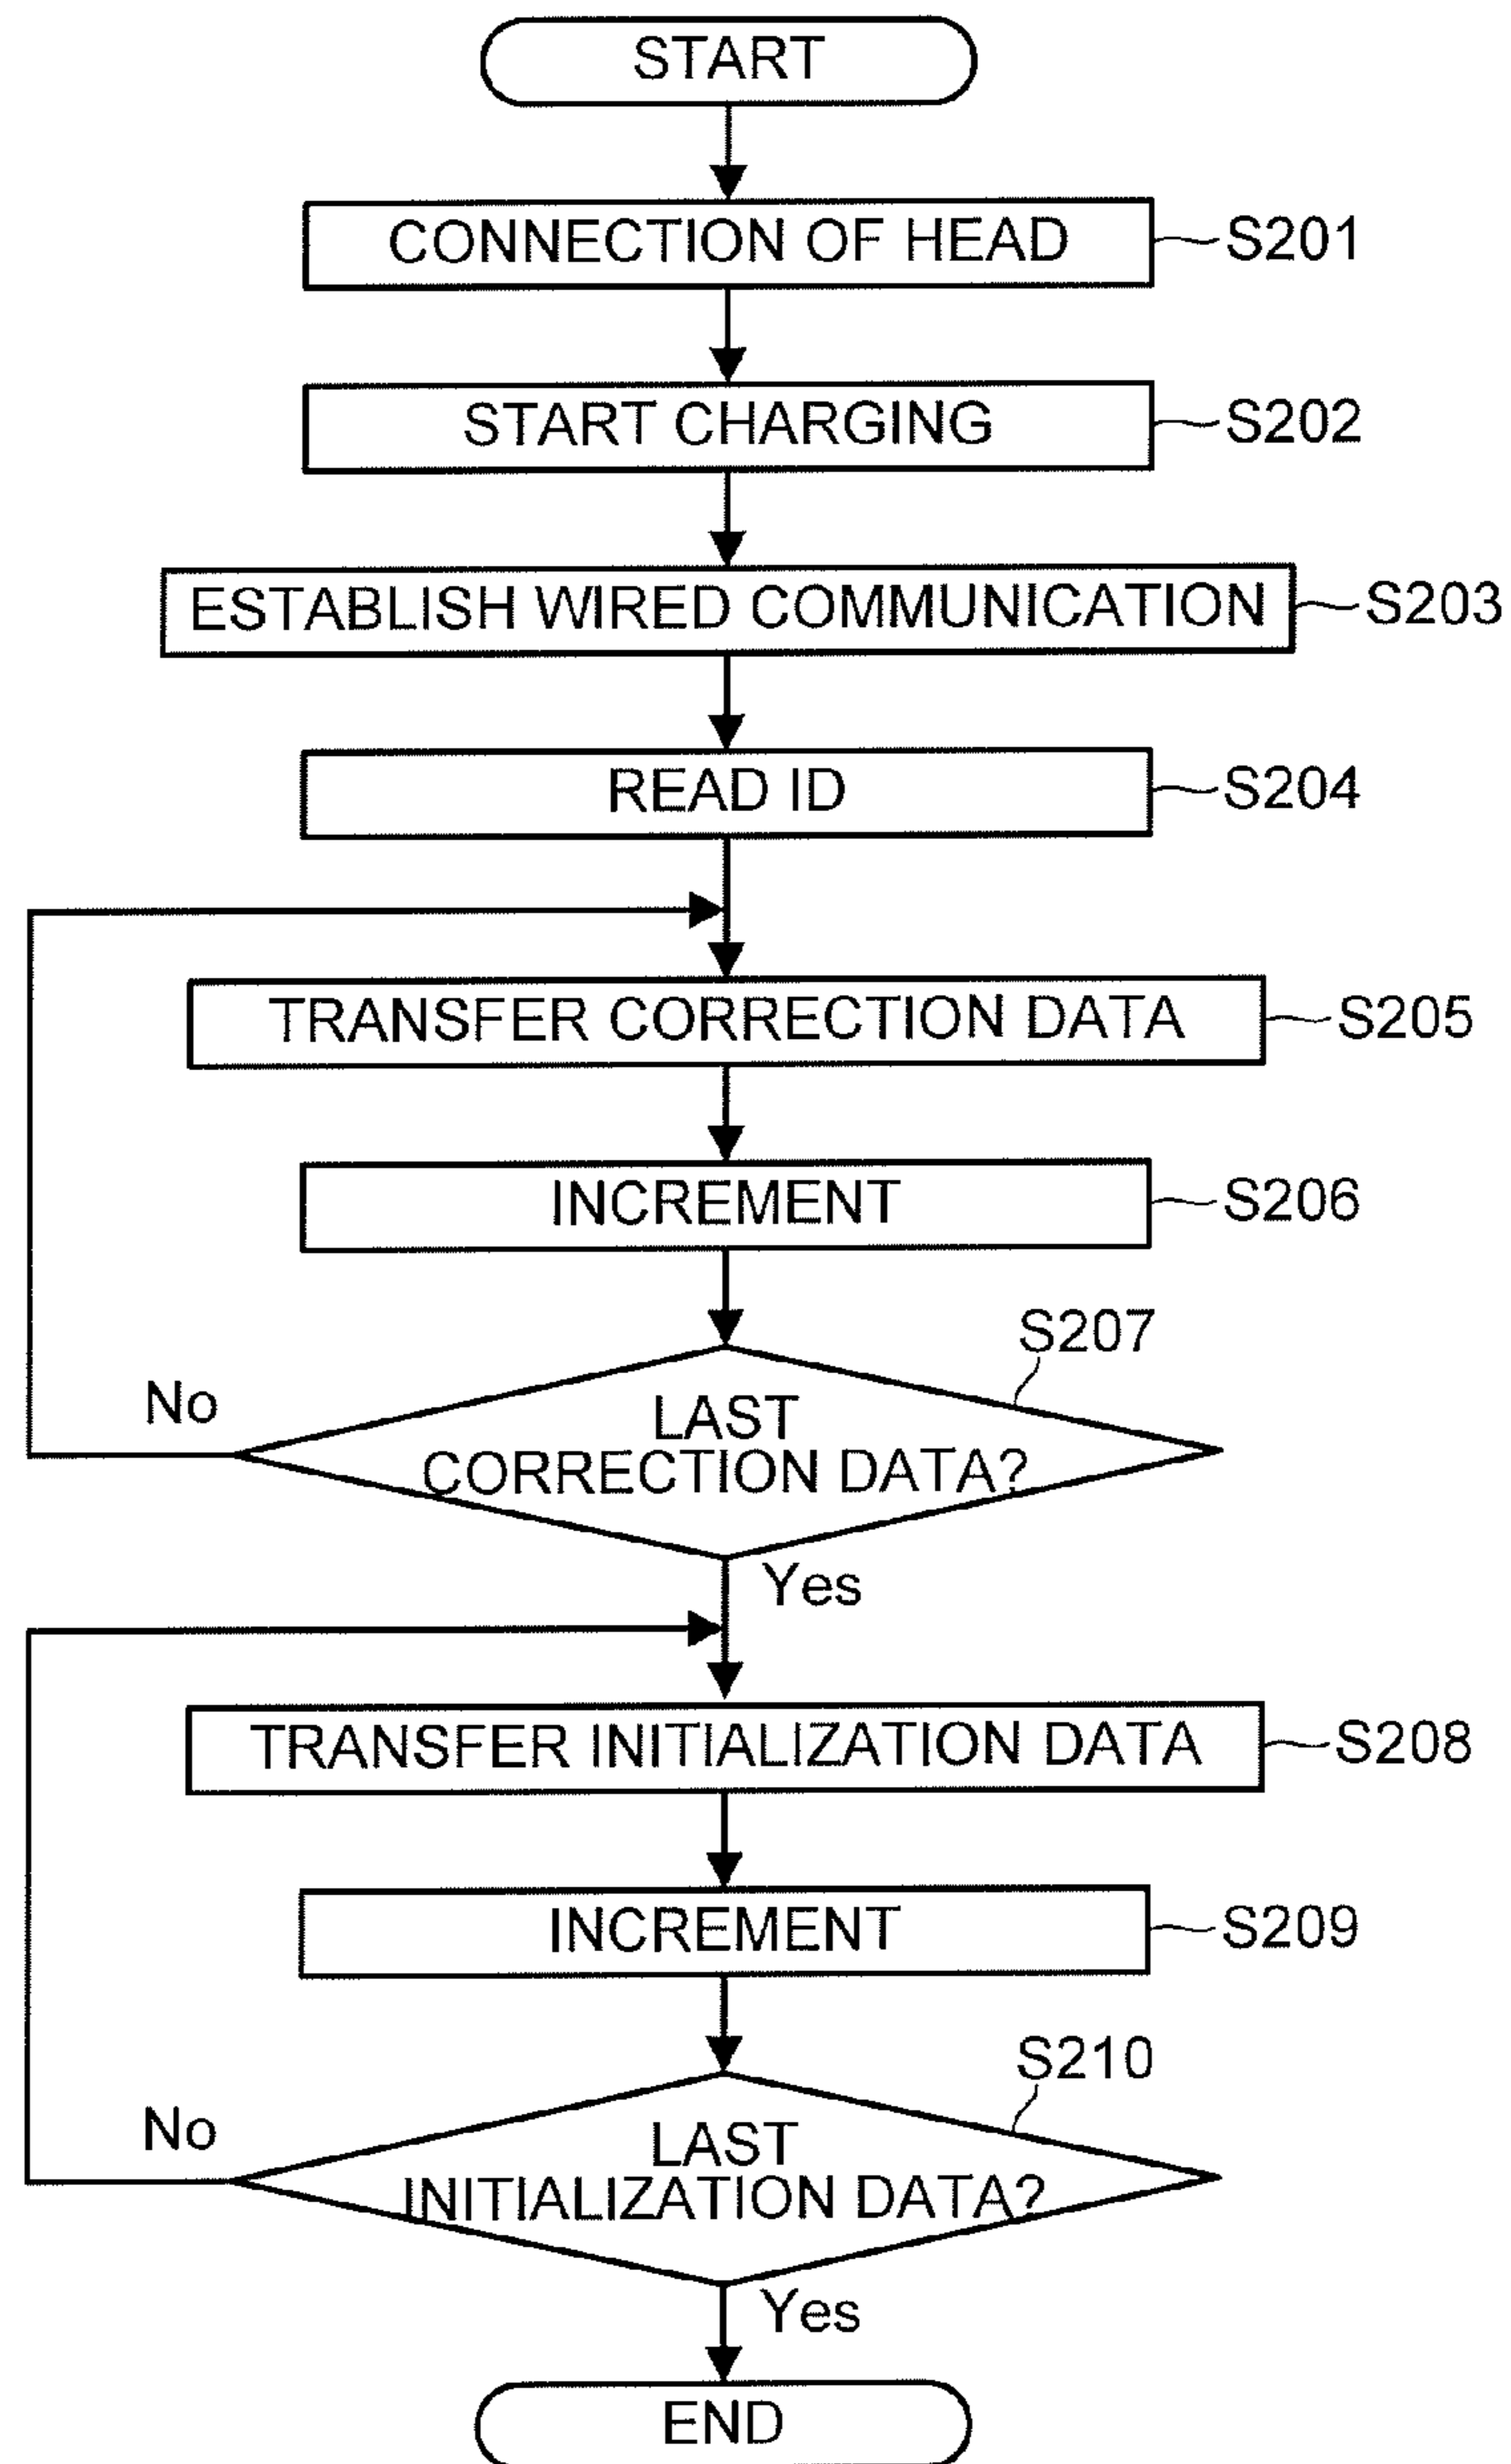 START
CONNECTION OF HEAD
S201
START CHARGING
S202
ESTABLISH WIRED COMMUNICATION
S203
READ ID
S204
TRANSFER CORRECTION DATA
S205
INCREMENT
S206
S207
No
LAST
CORRECTION DATA?
Yes
TRANSFER INITIALIZATION DATA
S208
INCREMENT
S209
S210
No
LAST
INITIALIZATION DATA?
Yes
END